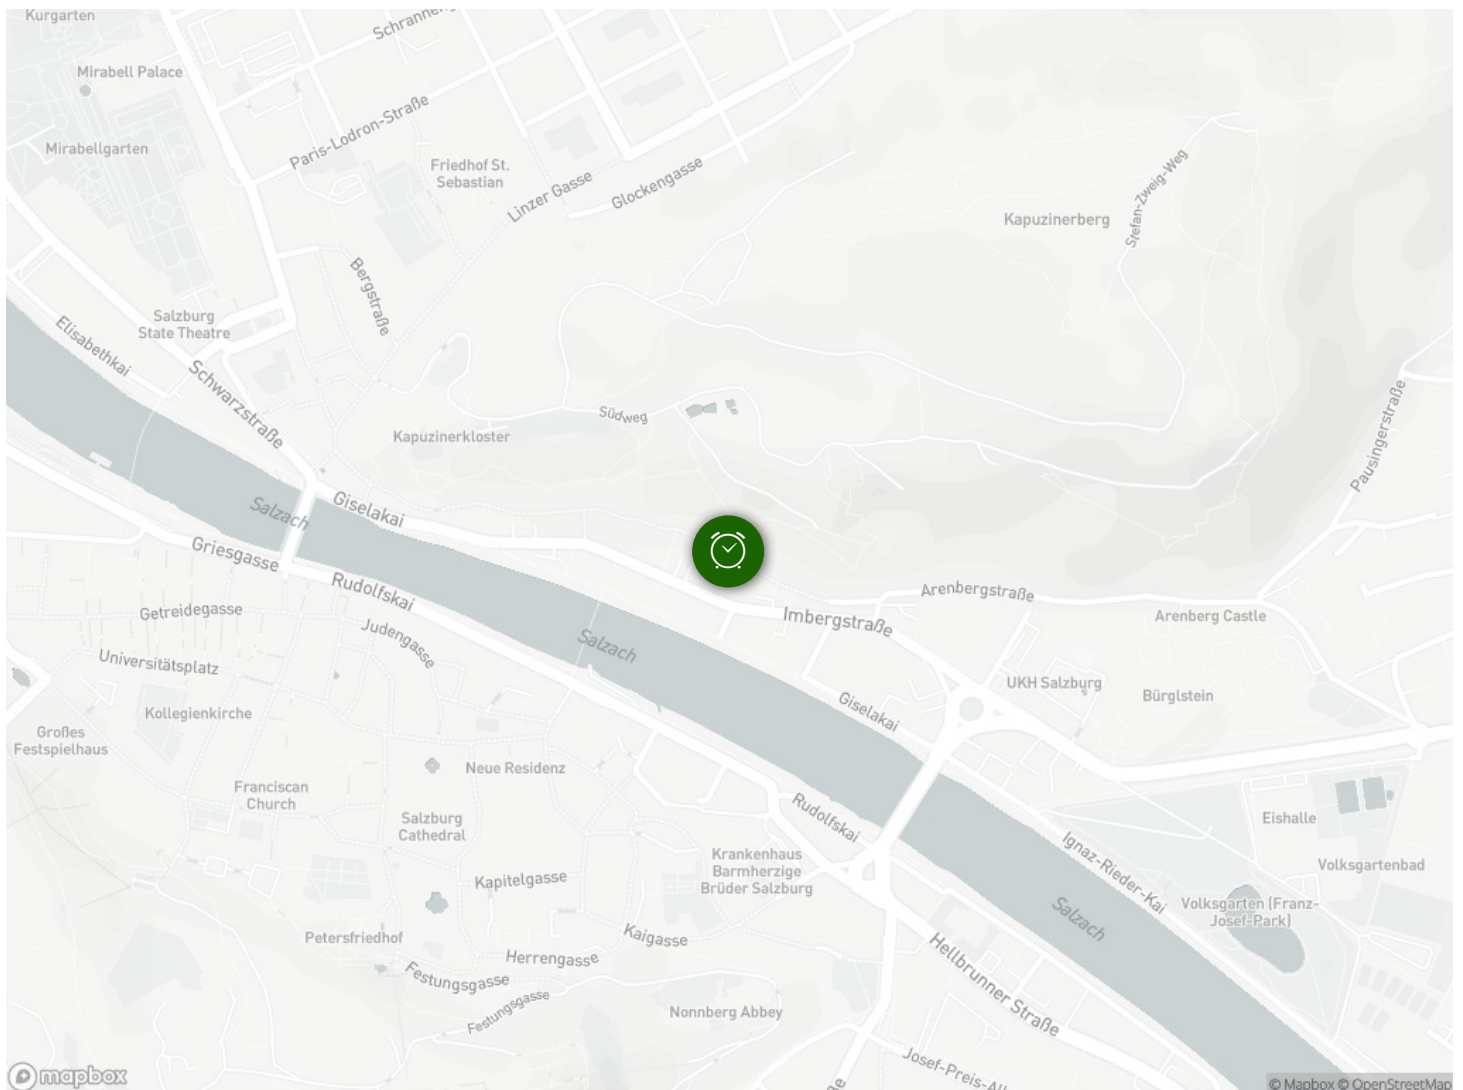 Kurgarten
Schranneng
Mirabell Palace
Paris-Lodron-Straße
Mirabellgarten
Friedhof St.
Sebastian
Linzer Gasse
Glockengasse
Stefan-Zweig-Weg
Kapuzinerberg
Bergstraße
Salzburg
State Theatre
Elisabethkai
Schwarzstraße
Südweg
Kapuzinerkloster
Pausingerstraße
Giselakai
Salzach
Griesgasse
Rudolfskai
Getreidegasse
Judengasse
Imbergstraße
Arenbergstraße
Arenberg Castle
Salzach
Universitätsplatz
UKH Salzburg
Bürglstein
Kollegienkirche
Giselakai
Großes
Festspielhaus
Neue Residenz
Franciscan
Church
Salzburg
Cathedral
Rudolfskai
Eishalle
Ignaz-Rieder-Kai
Krankenhaus
Barmherzige
Brüder Salzburg
Volksgartenbad
Kapitelgasse
Volksgarten (Franz-
Josef-Park)
Salzach
Petersfriedhof
Kaigasse
Herrengasse
Hellbrunner Straße
Festungsgasse
Festungsgasse
Nonnberg Abbey
Josef-Preis-All
mapbox
© Mapbox © OpenStreetMap